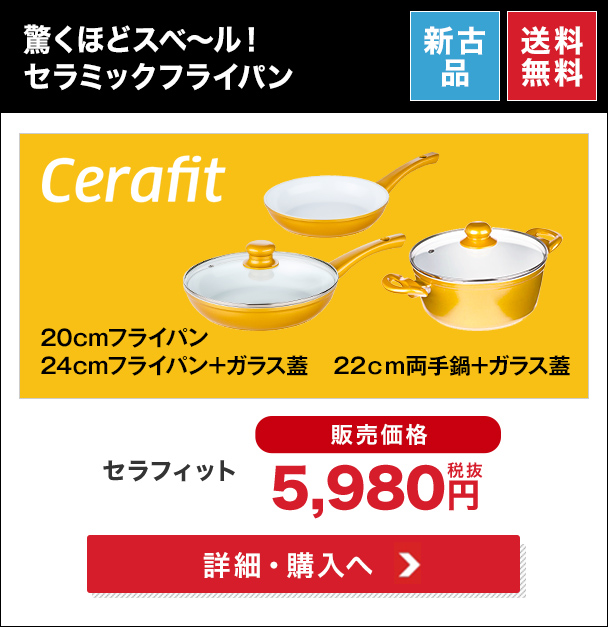 驚くほどスベ～ル！
セラミックフライパン
新古
品
送料
無料
Cerafit
20cmフライパン
24cmフライパン＋ガラス蓋
22cm両手鍋＋ガラス蓋
販売価格
セラフィット
5,980円
税抜
詳細・購入へ